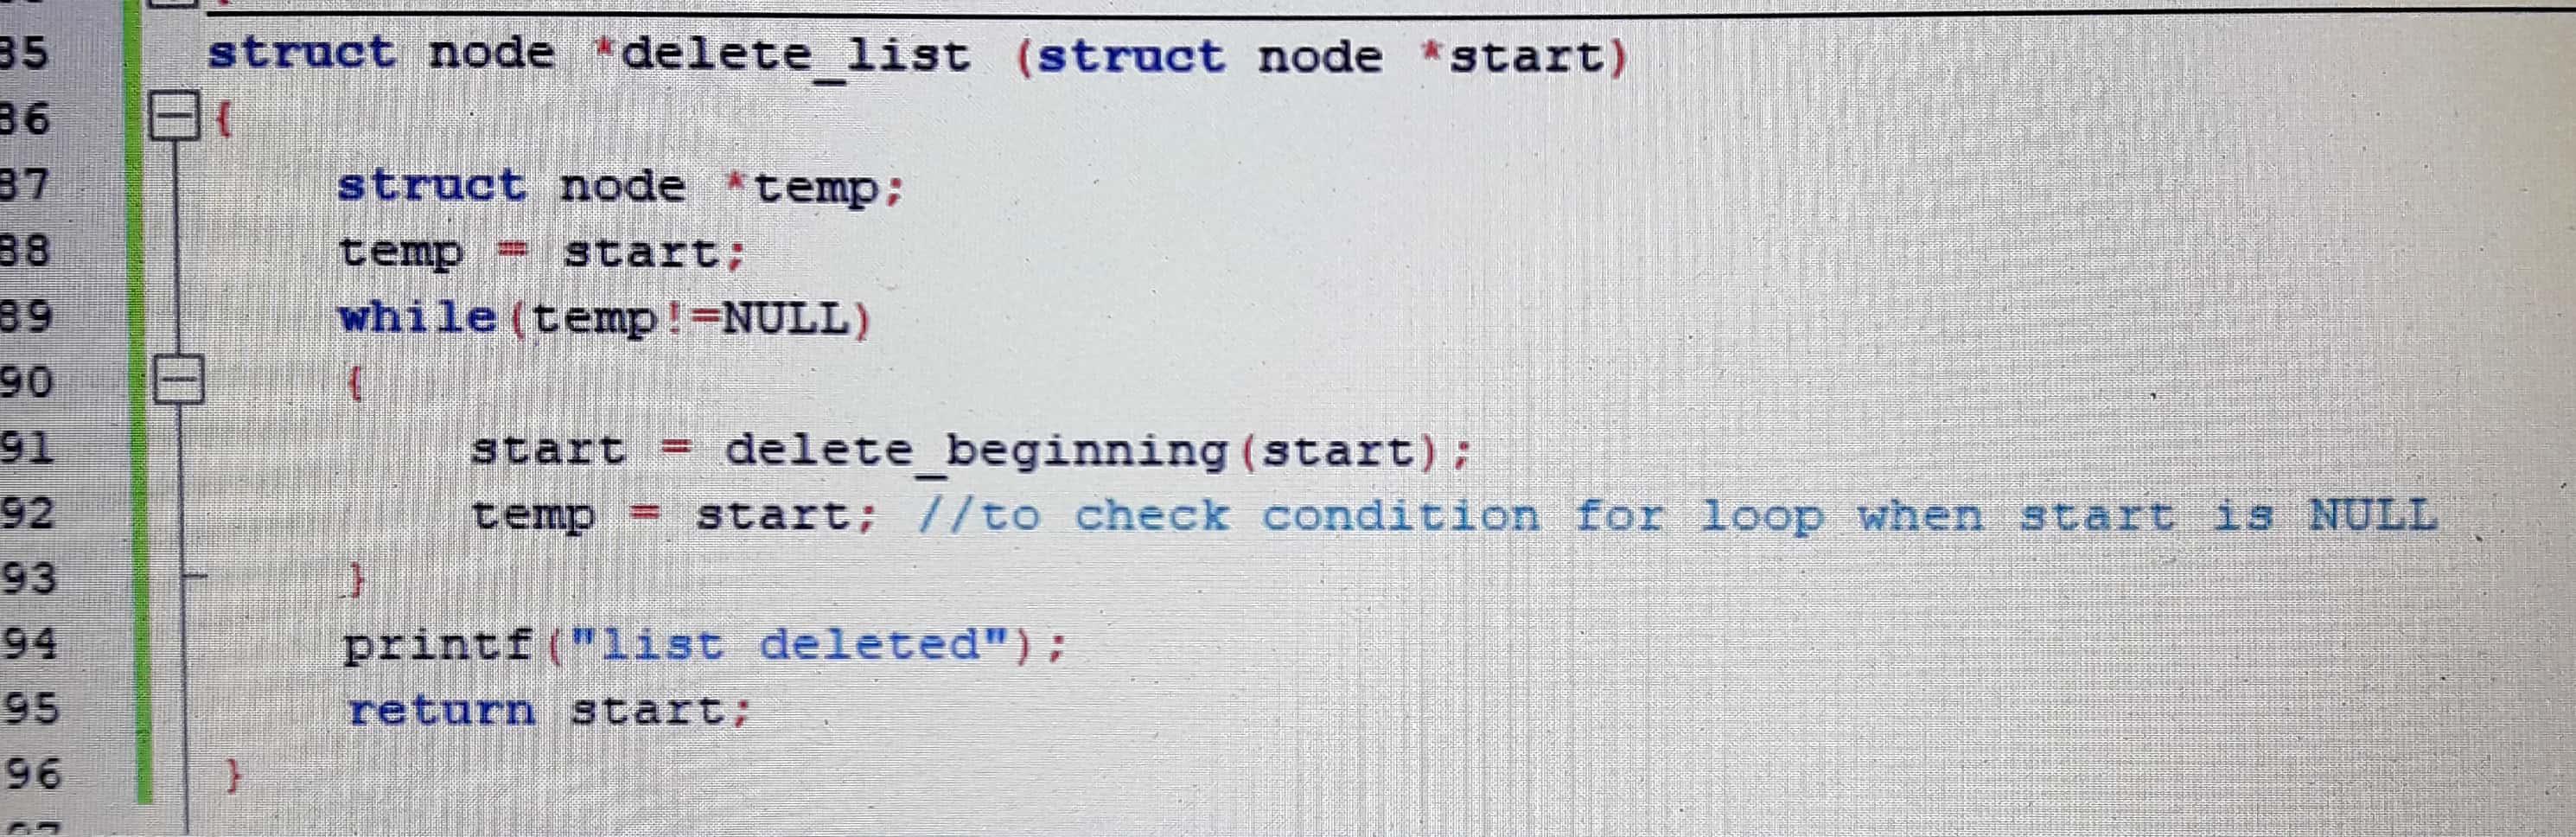 35 struct node *delete_list (struct node *start)
36 {
37 struct node *temp;
38 temp = start;
39 while(temp!=NULL)
90 {
91 start = delete_beginning(start);
92 temp = start; //to check condition for loop when start is NULL
93 }
94 printf("list deleted");
95 return start;
96 }